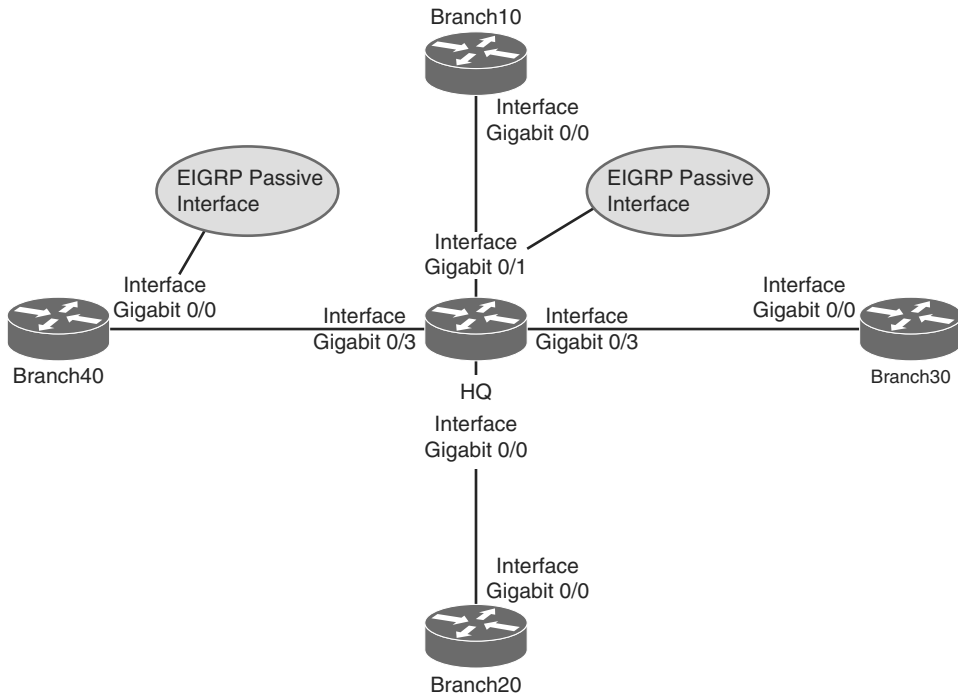 Branch10
Interface
Gigabit 0/0
EIGRP Passive
Interface
EIGRP Passive
Interface
Interface
Gigabit 0/1
Interface
Gigabit 0/0
Interface
Gigabit 0/3
Interface
Gigabit 0/3
Interface
Gigabit 0/0
Branch40
HQ
Branch30
Interface
Gigabit 0/0
Interface
Gigabit 0/0
Branch20